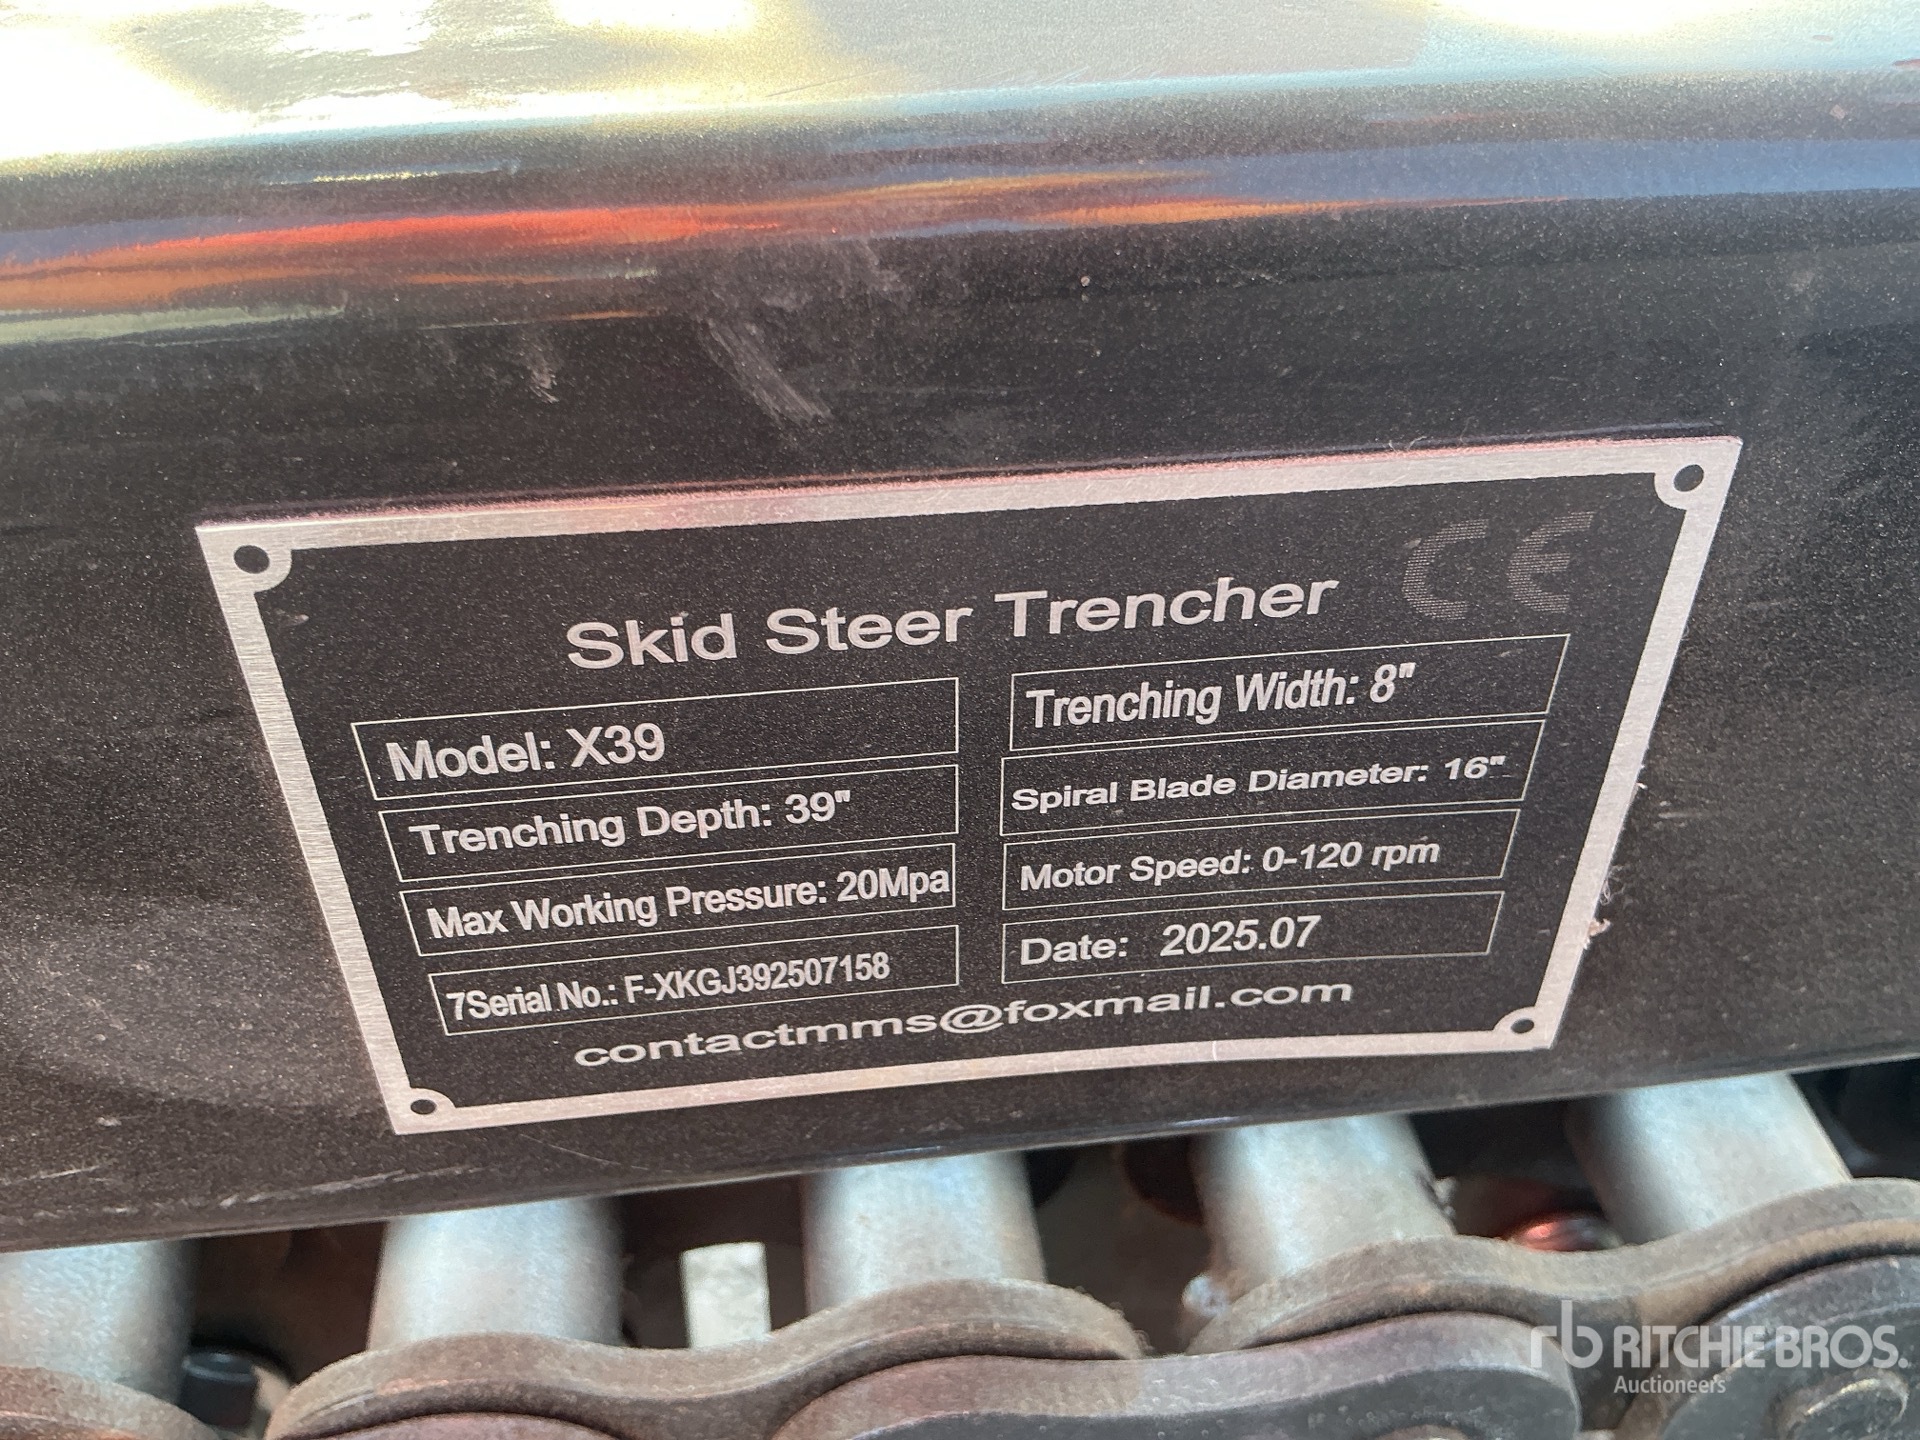 CE
Skid Steer Trencher
Model: X39
Trenching Width: 8"
Trenching Depth: 39"
Spiral Blade Diameter: 16"
Max Working Pressure: 20Mpa
Motor Speed: 0-120 rpm
7Serial No.: F-XKGJ392507158
Date: 2025.07
contactmms@foxmail.com
rb RITCHIE BROS.
Auctioneers